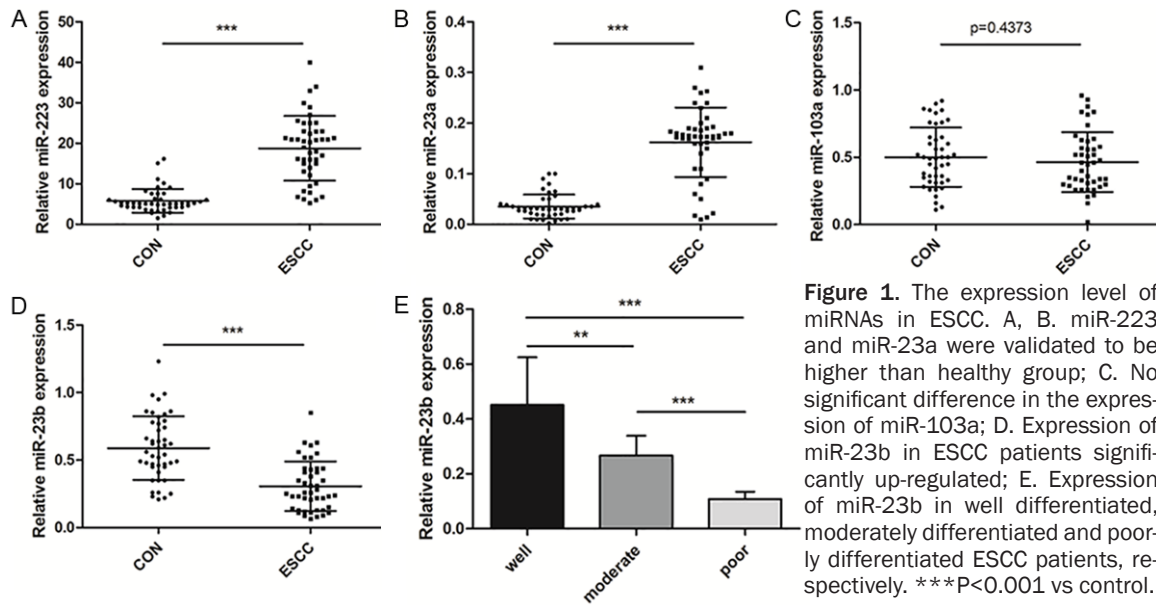 A
Relative miR-223 expression
50
40
30
20
10
0
***
CON
ESCC
B
Relative miR-23a expression
0.4
0.3
0.2
0.1
0.0
***
CON
ESCC
C
Relative miR-103a expression
1.5
1.0
0.5
0.0
p=0.4373
CON
ESCC
D
Relative miR-23b expression
1.5
1.0
0.5
0.0
***
CON
ESCC
E
Relative miR-23b expression
0.8
0.6
0.4
0.2
0.0
***
**
***
well
moderate
poor
Figure 1. The expression level of
miRNAs in ESCC. A, B. miR-223
and miR-23a were validated to be
higher than healthy group; C. No
significant difference in the expres-
sion of miR-103a; D. Expression of
miR-23b in ESCC patients signifi-
cantly up-regulated; E. Expression
of miR-23b in well differentiated,
moderately differentiated and poor-
ly differentiated ESCC patients, re-
spectively. ***P<0.001 vs control.